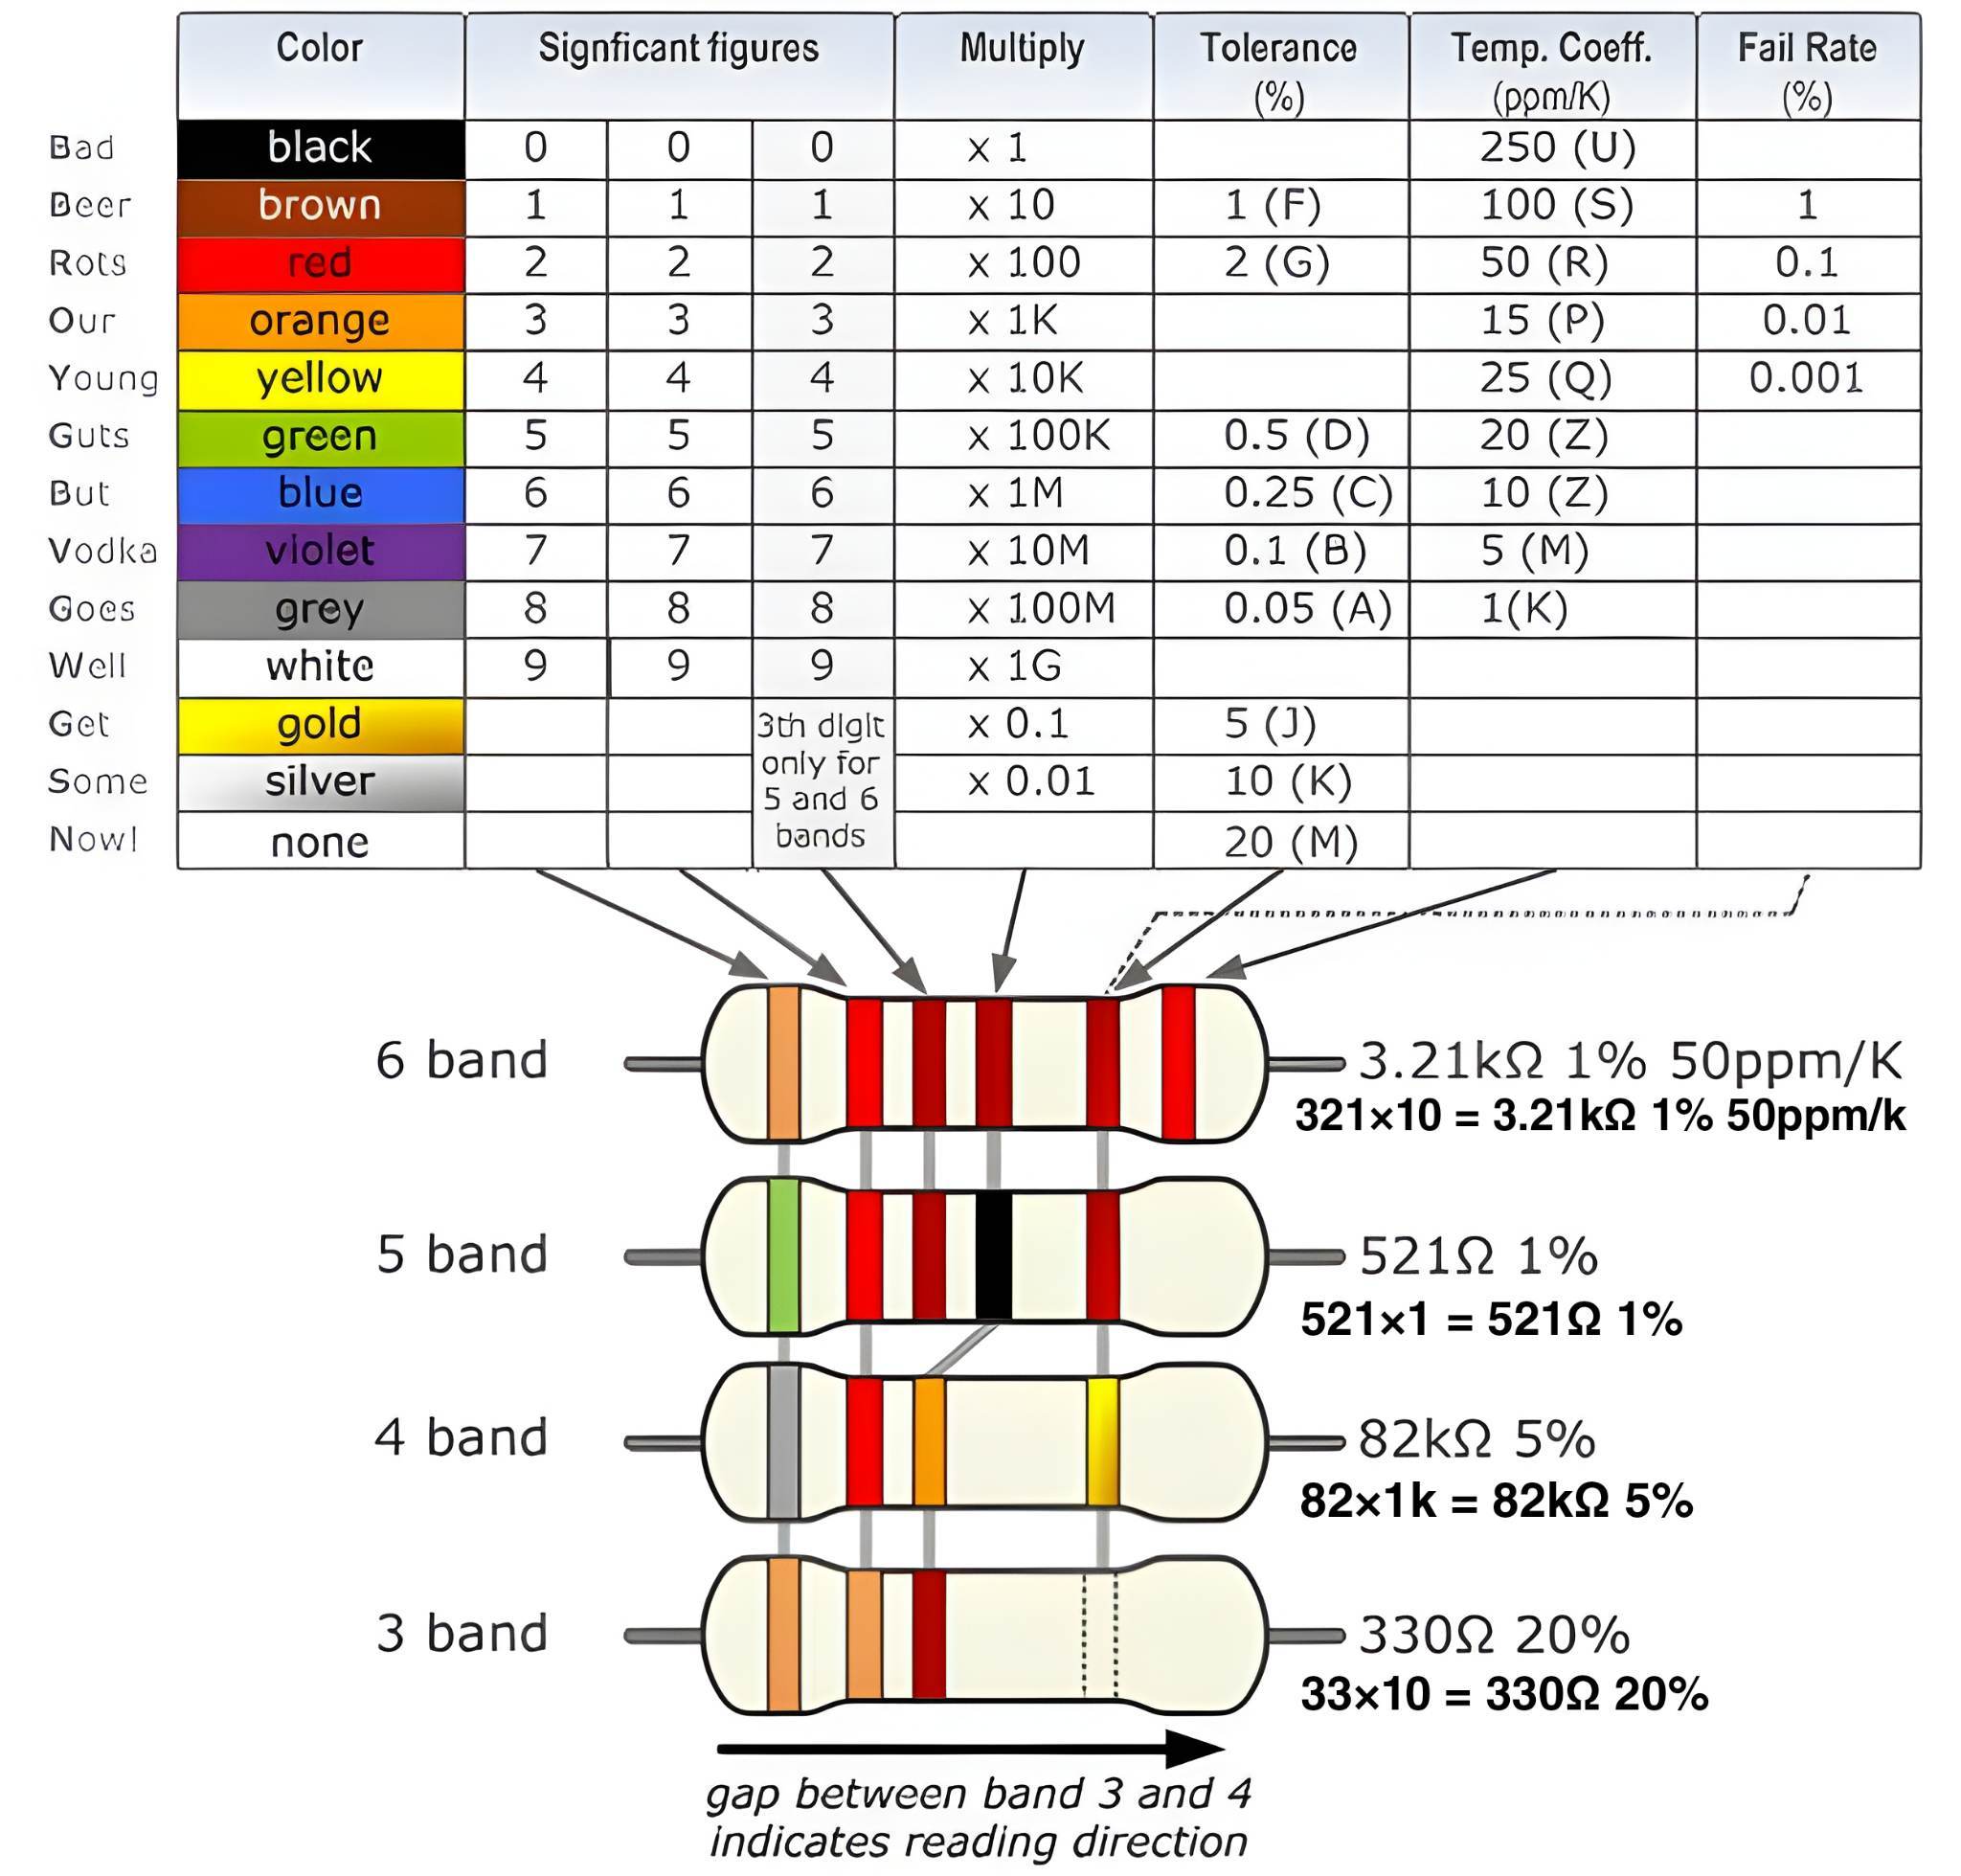 Color Signficant figures Multiply Tolerance Temp. Coeff. Fail Rate
(%) (ppm/K) (%)
Bad black 0 0 0 x 1 250 (U)
Beer brown 1 1 1 x 10 1 (F) 100 (S) 1
Rots red 2 2 2 x 100 2 (G) 50 (R) 0.1
Our orange 3 3 3 x 1K 15 (P) 0.01
Young yellow 4 4 4 x 10K 25 (Q) 0.001
Guts green 5 5 5 x 100K 0.5 (D) 20 (Z)
But blue 6 6 6 x 1M 0.25 (C) 10 (Z)
Vodka violet 7 7 7 x 10M 0.1 (B) 5 (M)
Goes grey 8 8 8 x 100M 0.05 (A) 1(K)
Well white 9 9 9 x 1G
Get gold x 0.1 5 (J)
Some silver x 0.01 10 (K)
Now! none 20 (M)
3th digit
only for
5 and 6
bands
6 band 3.21kΩ 1% 50ppm/K
321×10 = 3.21kΩ 1% 50ppm/k
5 band 521Ω 1%
521×1 = 521Ω 1%
4 band 82kΩ 5%
82×1k = 82kΩ 5%
3 band 330Ω 20%
33×10 = 330Ω 20%
gap between band 3 and 4
indicates reading direction